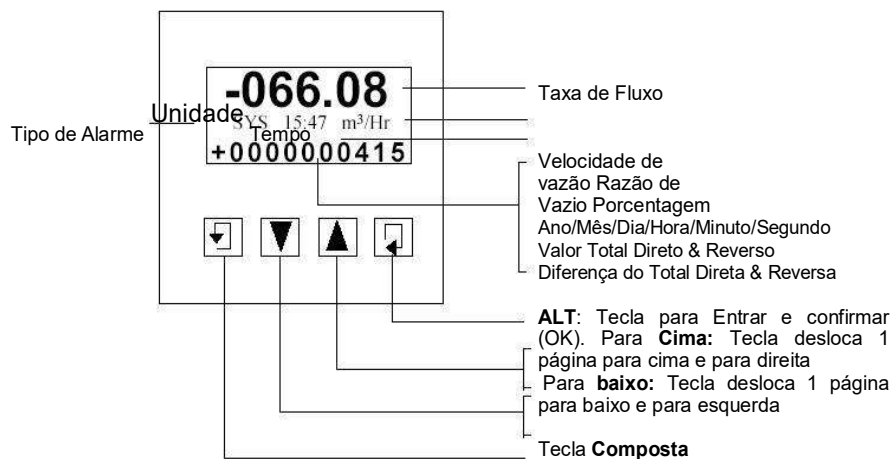 -066.08
Taxa de Fluxo
Unidade
SYS 15:47 m³/Hr
Tipo de Alarme
Tempo
+0000000415
Velocidade de
vazão Razão de
Vazio Porcentagem
Ano/Mês/Dia/Hora/Minuto/Segundo
Valor Total Direto & Reverso
Diferença do Total Direta & Reversa
ALT: Tecla para Entrar e confirmar
(OK). Para Cima: Tecla desloca 1
página para cima e para direita
Para baixo: Tecla desloca 1 página
para baixo e para esquerda
Tecla Composta